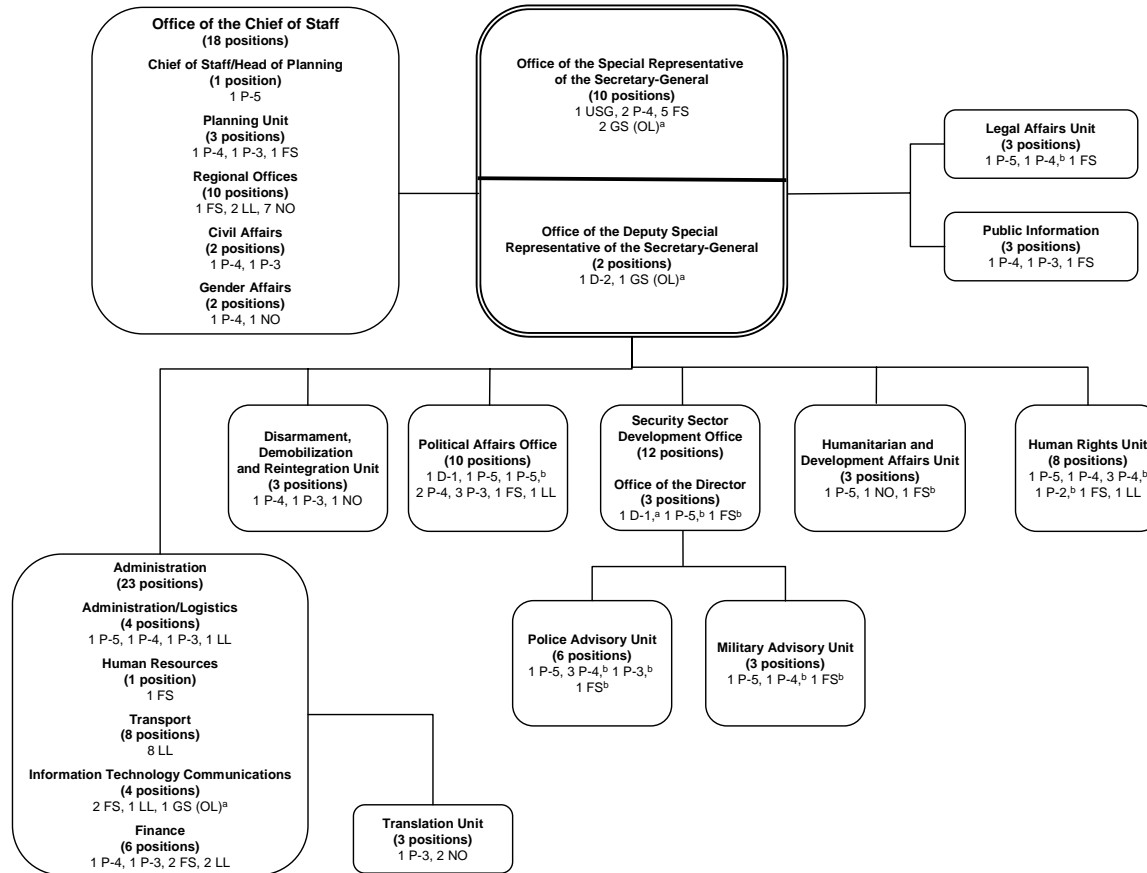 Office of the Chief of Staff
(18 positions)
Chief of Staff/Head of Planning
(1 position)
1 P-5
Planning Unit
(3 positions)
1 P-4, 1 P-3, 1 FS
Regional Offices
(10 positions)
1 FS, 2 LL, 7 NO
Civil Affairs
(2 positions)
1 P-4, 1 P-3
Gender Affairs
(2 positions)
1 P-4, 1 NO
Office of the Special Representative
of the Secretary-General
(10 positions)
1 USG, 2 P-4, 5 FS
2 GS (OL)ᵃ
Office of the Deputy Special
Representative of the Secretary-General
(2 positions)
1 D-2, 1 GS (OL)ᵃ
Legal Affairs Unit
(3 positions)
1 P-5, 1 P-4,ᵇ 1 FS
Public Information
(3 positions)
1 P-4, 1 P-3, 1 FS
Disarmament,
Demobilization
and Reintegration Unit
(3 positions)
1 P-4, 1 P-3, 1 NO
Political Affairs Office
(10 positions)
1 D-1, 1 P-5, 1 P-5,ᵇ
2 P-4, 3 P-3, 1 FS, 1 LL
Security Sector
Development Office
(12 positions)
Office of the Director
(3 positions)
1 D-1,ᵃ 1 P-5,ᵇ 1 FSᵇ
Humanitarian and
Development Affairs Unit
(3 positions)
1 P-5, 1 NO, 1 FSᵇ
Human Rights Unit
(8 positions)
1 P-5, 1 P-4, 3 P-4,ᵇ
1 P-2,ᵇ 1 FS, 1 LL
Police Advisory Unit
(6 positions)
1 P-5, 3 P-4,ᵇ 1 P-3,ᵇ
1 FSᵇ
Military Advisory Unit
(3 positions)
1 P-5, 1 P-4,ᵇ 1 FSᵇ
Administration
(23 positions)
Administration/Logistics
(4 positions)
1 P-5, 1 P-4, 1 P-3, 1 LL
Human Resources
(1 position)
1 FS
Transport
(8 positions)
8 LL
Information Technology Communications
(4 positions)
2 FS, 1 LL, 1 GS (OL)ᵃ
Finance
(6 positions)
1 P-4, 1 P-3, 2 FS, 2 LL
Translation Unit
(3 positions)
1 P-3, 2 NO